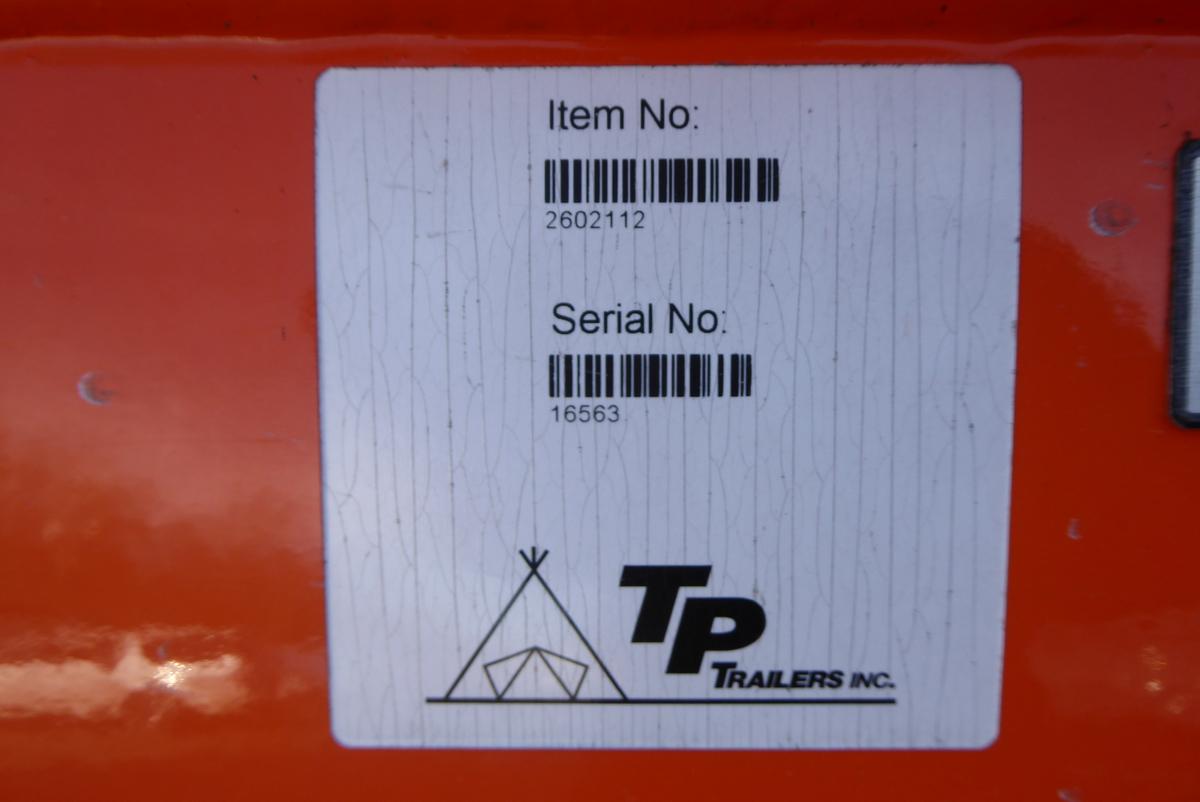 Item No:
2602112
Serial No:
16563
TP
TRAILERS INC.